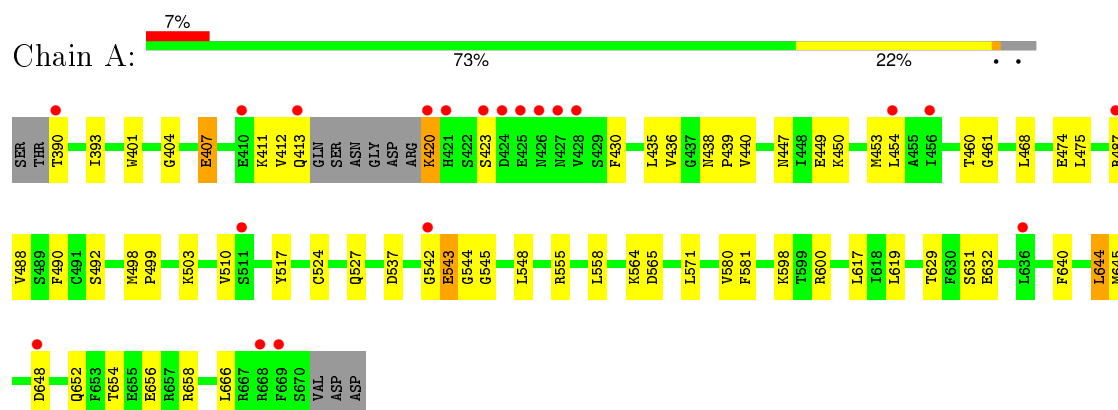 7%
Chain A:
73% 22% • •
SER THR T390 I393 W401 G404 E407 E410 K411 V412 Q413 GLN SER ASN GLY ASP ARG K420 H421 S422 S423 D424 E425 N426 N427 V428 S429 F430 L435 V436 G437 N438 P439 V440 N447 I448 E449 K450 M453 L454 A455 I456 T460 G461 L468 E474 L475 R487
V488 S489 F490 C491 S492 M498 P499 K503 V510 S511 Y517 C524 Q527 D537 G542 E543 G544 G545 L548 R555 L558 K564 D565 L571 V580 F581 K598 T599 R600 L617 I618 L619 T629 F630 S631 E632 L636 F640 L644 M645
D648 Q652 F653 T654 E655 E656 R657 R658 L666 R667 R668 F669 S670 VAL ASP ASP